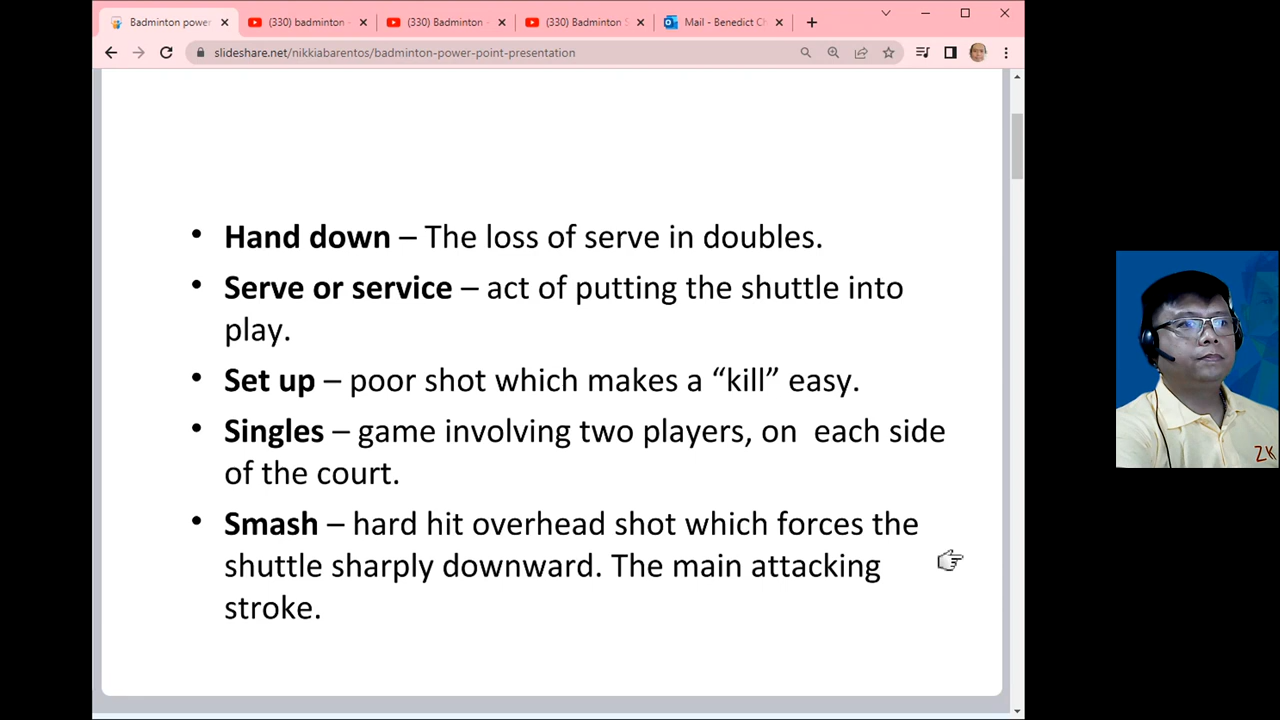 Badminton power
(330) badminton
(330) Badminton
(330) Badminton S
Mail - Benedict Ch
slideshare.net/nikkiabarentos/badminton-power-point-presentation
• Hand down – The loss of serve in doubles.
• Serve or service – act of putting the shuttle into
play.
• Set up – poor shot which makes a “kill” easy.
• Singles – game involving two players, on each side
of the court.
• Smash – hard hit overhead shot which forces the
shuttle sharply downward. The main attacking
stroke.
ZK